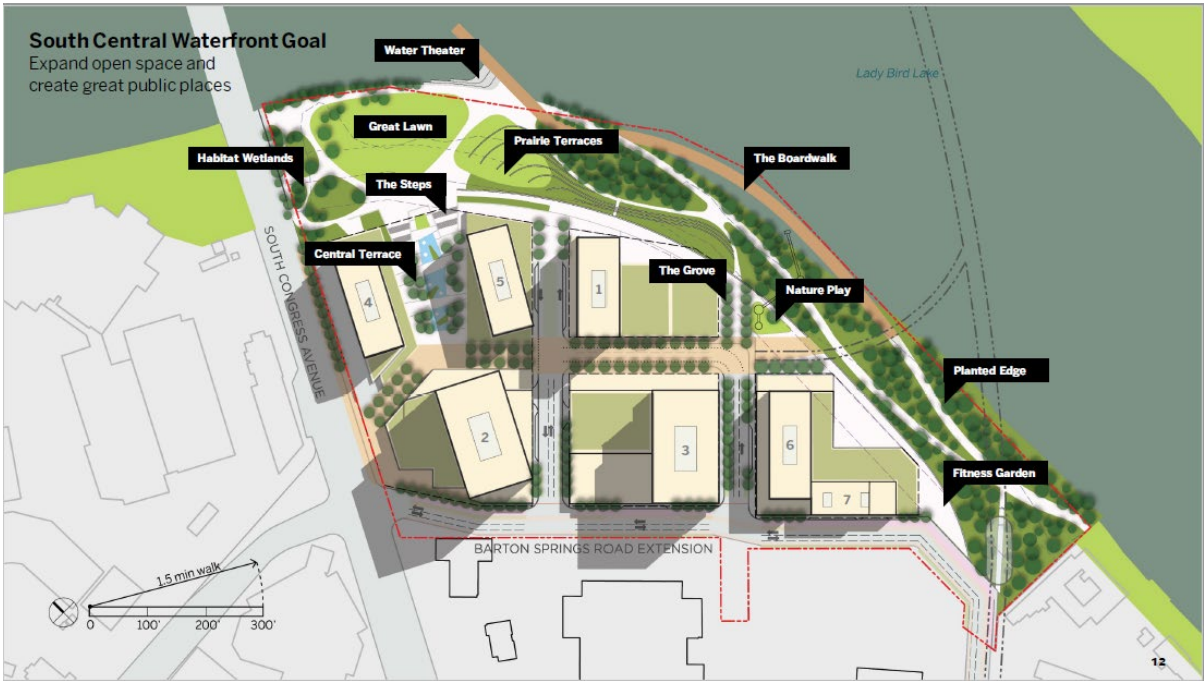 South Central Waterfront Goal
Expand open space and
create great public places
Water Theater
Lady Bird Lake
Great Lawn
Prairie Terraces
Habitat Wetlands
The Boardwalk
The Steps
SOUTH CONGRESS AVENUE
Central Terrace
The Grove
Nature Play
4
5
1
Planted Edge
2
3
6
7
Fitness Garden
BARTON SPRINGS ROAD EXTENSION
1.5 min walk
0 100' 200' 300'
12